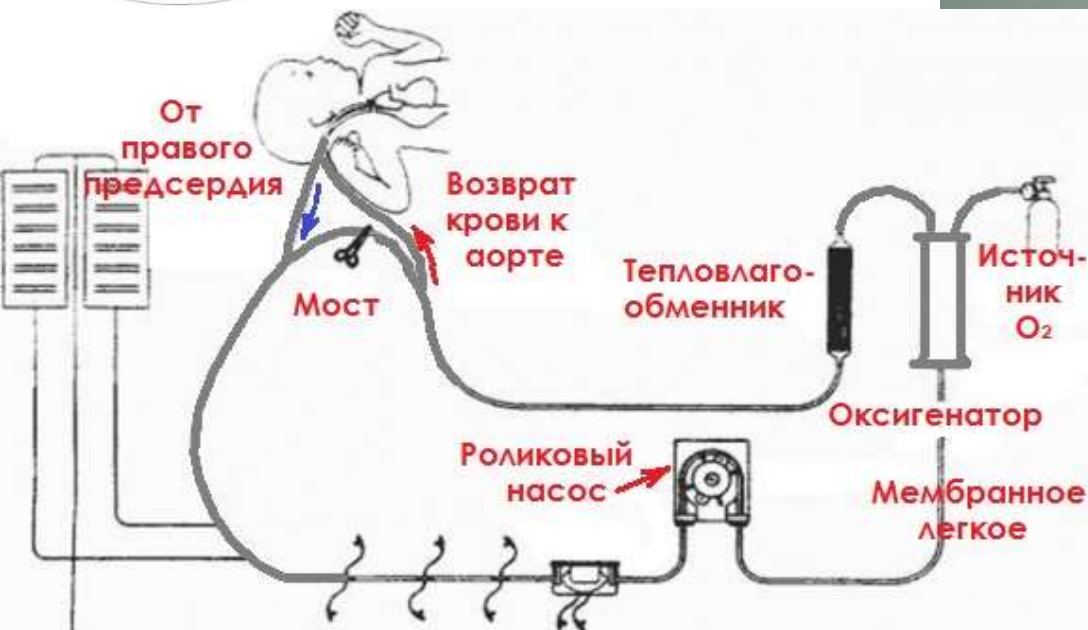 От
правого
предсердия
Возврат
крови к
аорте
Мост
Тепловлаго-
обменник
Источ-
ник
O₂
Оксигенатор
Роликовый
насос
Мембранное
легкое